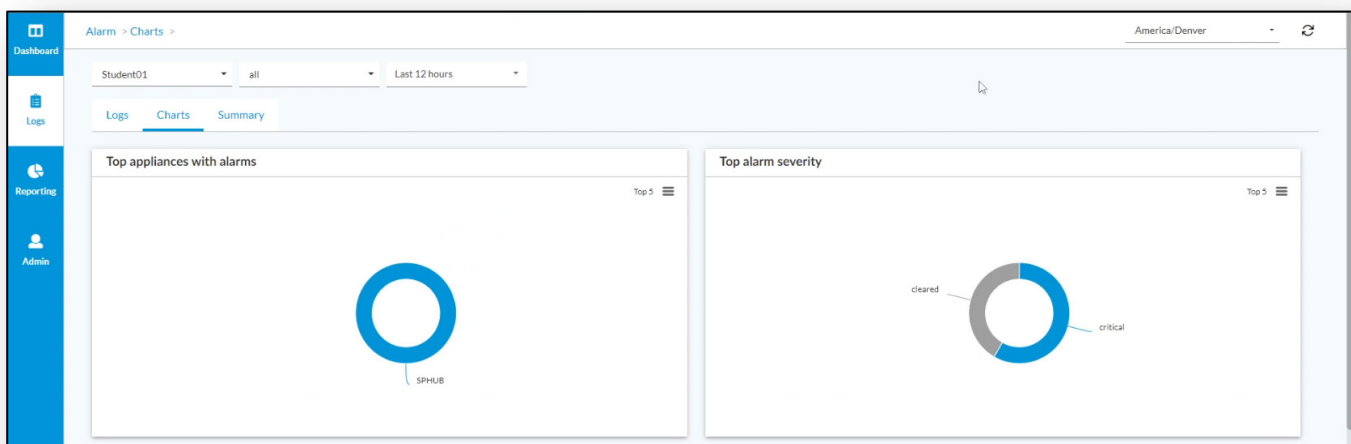 Dashboard
Logs
Reporting
Admin
Alarm > Charts >
America/Denver
Student01
all
Last 12 hours
Logs
Charts
Summary
Top appliances with alarms
Top 5
SPHUB
Top alarm severity
Top 5
cleared
critical